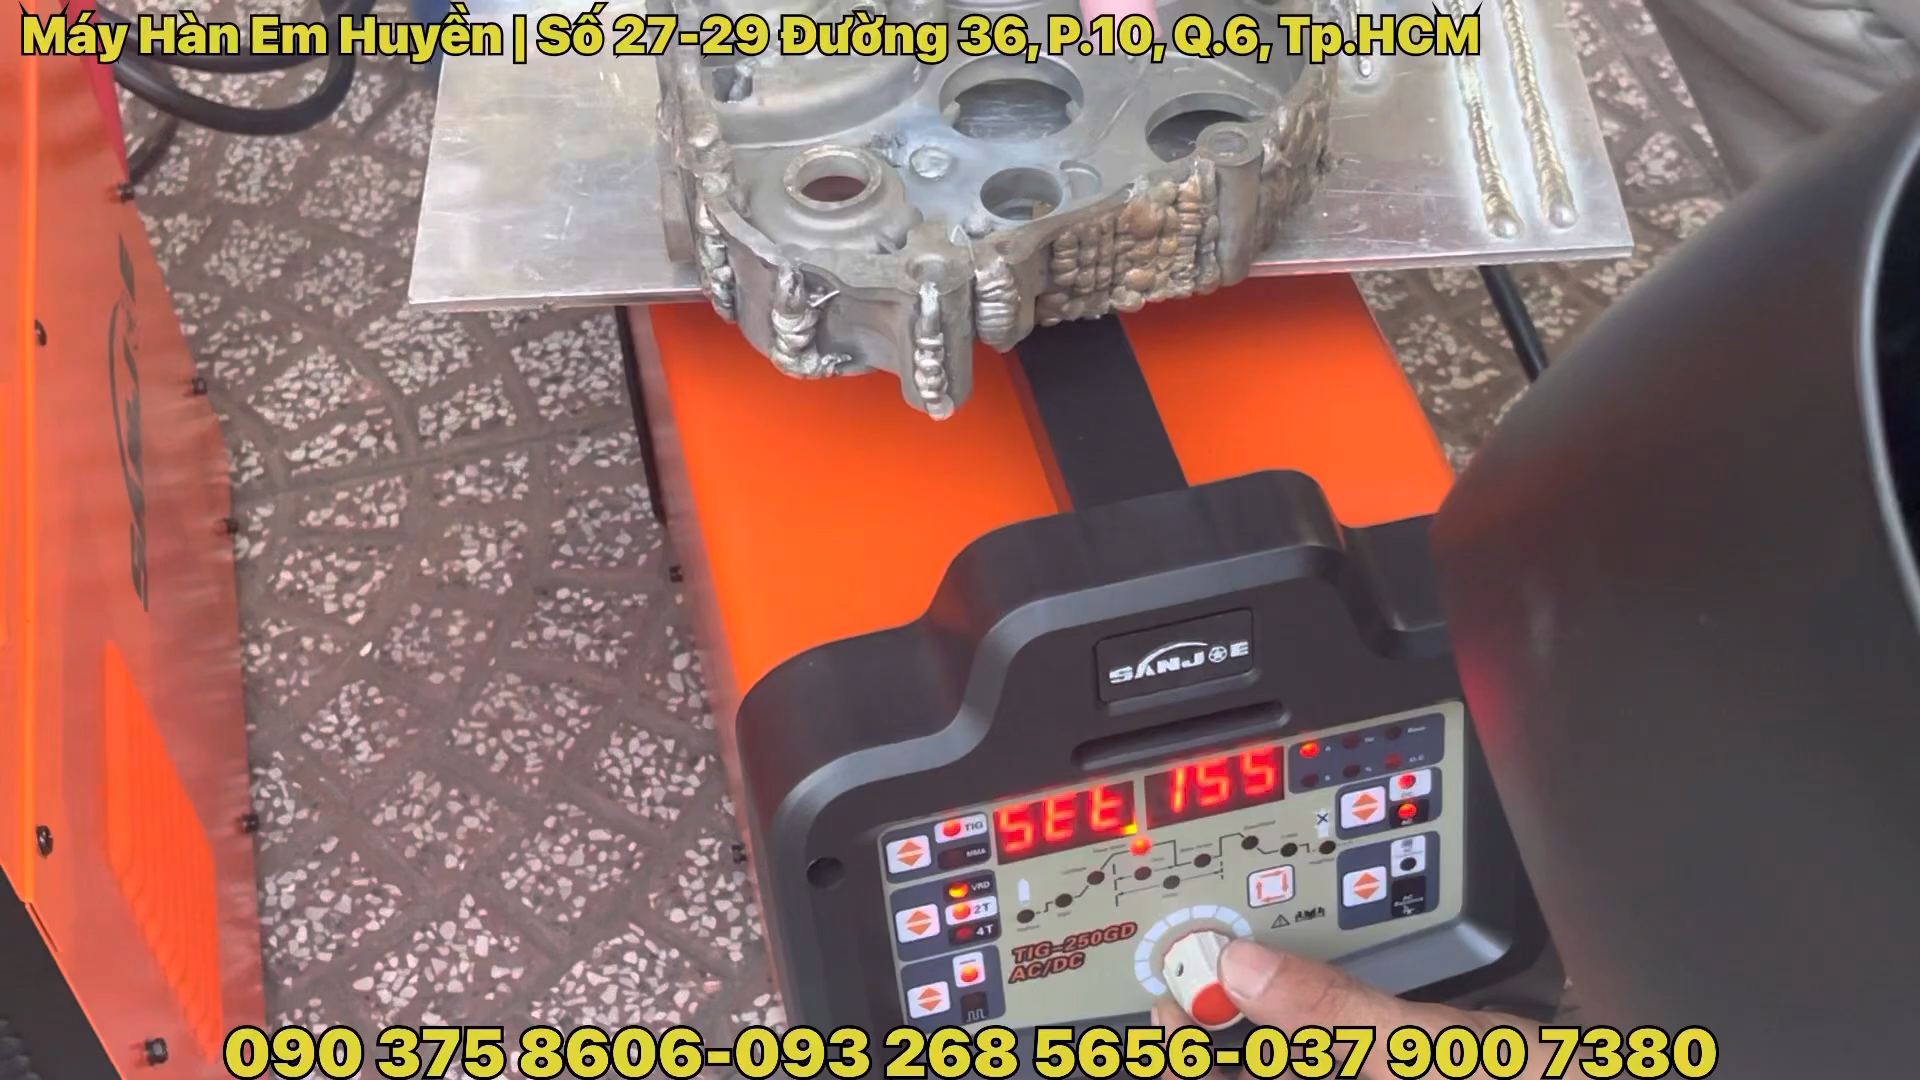 Máy Hàn Em Huyền | Số 27-29 Đường 36, P.10, Q.6, Tp.HCM
SANJOE
SEt 155
TIG
MMA
VRD
2T
4T
TIG-250GD
AC/DC
090 375 8606-093 268 5656-037 900 7380